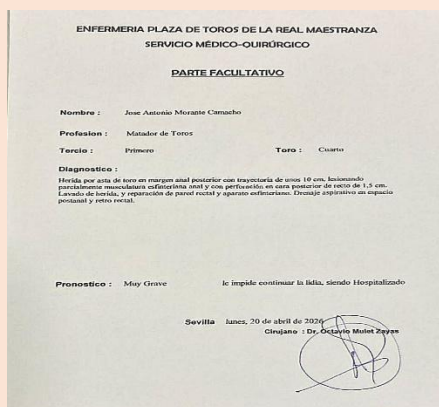 ENFERMERIA PLAZA DE TOROS DE LA REAL MAESTRANZA
SERVICIO MÉDICO-QUIRÚRGICO
PARTE FACULTATIVO
Nombre : Jose Antonio Morante Camacho
Profesion : Matador de Toros
Tercio : Primero Toro : Cuarto
Diagnostico :
Herida por asta de toro en margen anal posterior con trayectoria de unos 10 cm, lesionando
parcialmente musculatura esfinteriana anal y con perforación en cara posterior de recto de 1,5 cm.
Lavado de herida, y reparación de pared rectal y aparato esfinteriano. Drenaje aspirativo en espacio
postanal y retro rectal.
Pronostico : Muy Grave le impide continuar la lidia, siendo Hospitalizado
Sevilla lunes, 20 de abril de 2026
Cirujano : Dr. Octavio Mulet Zayas